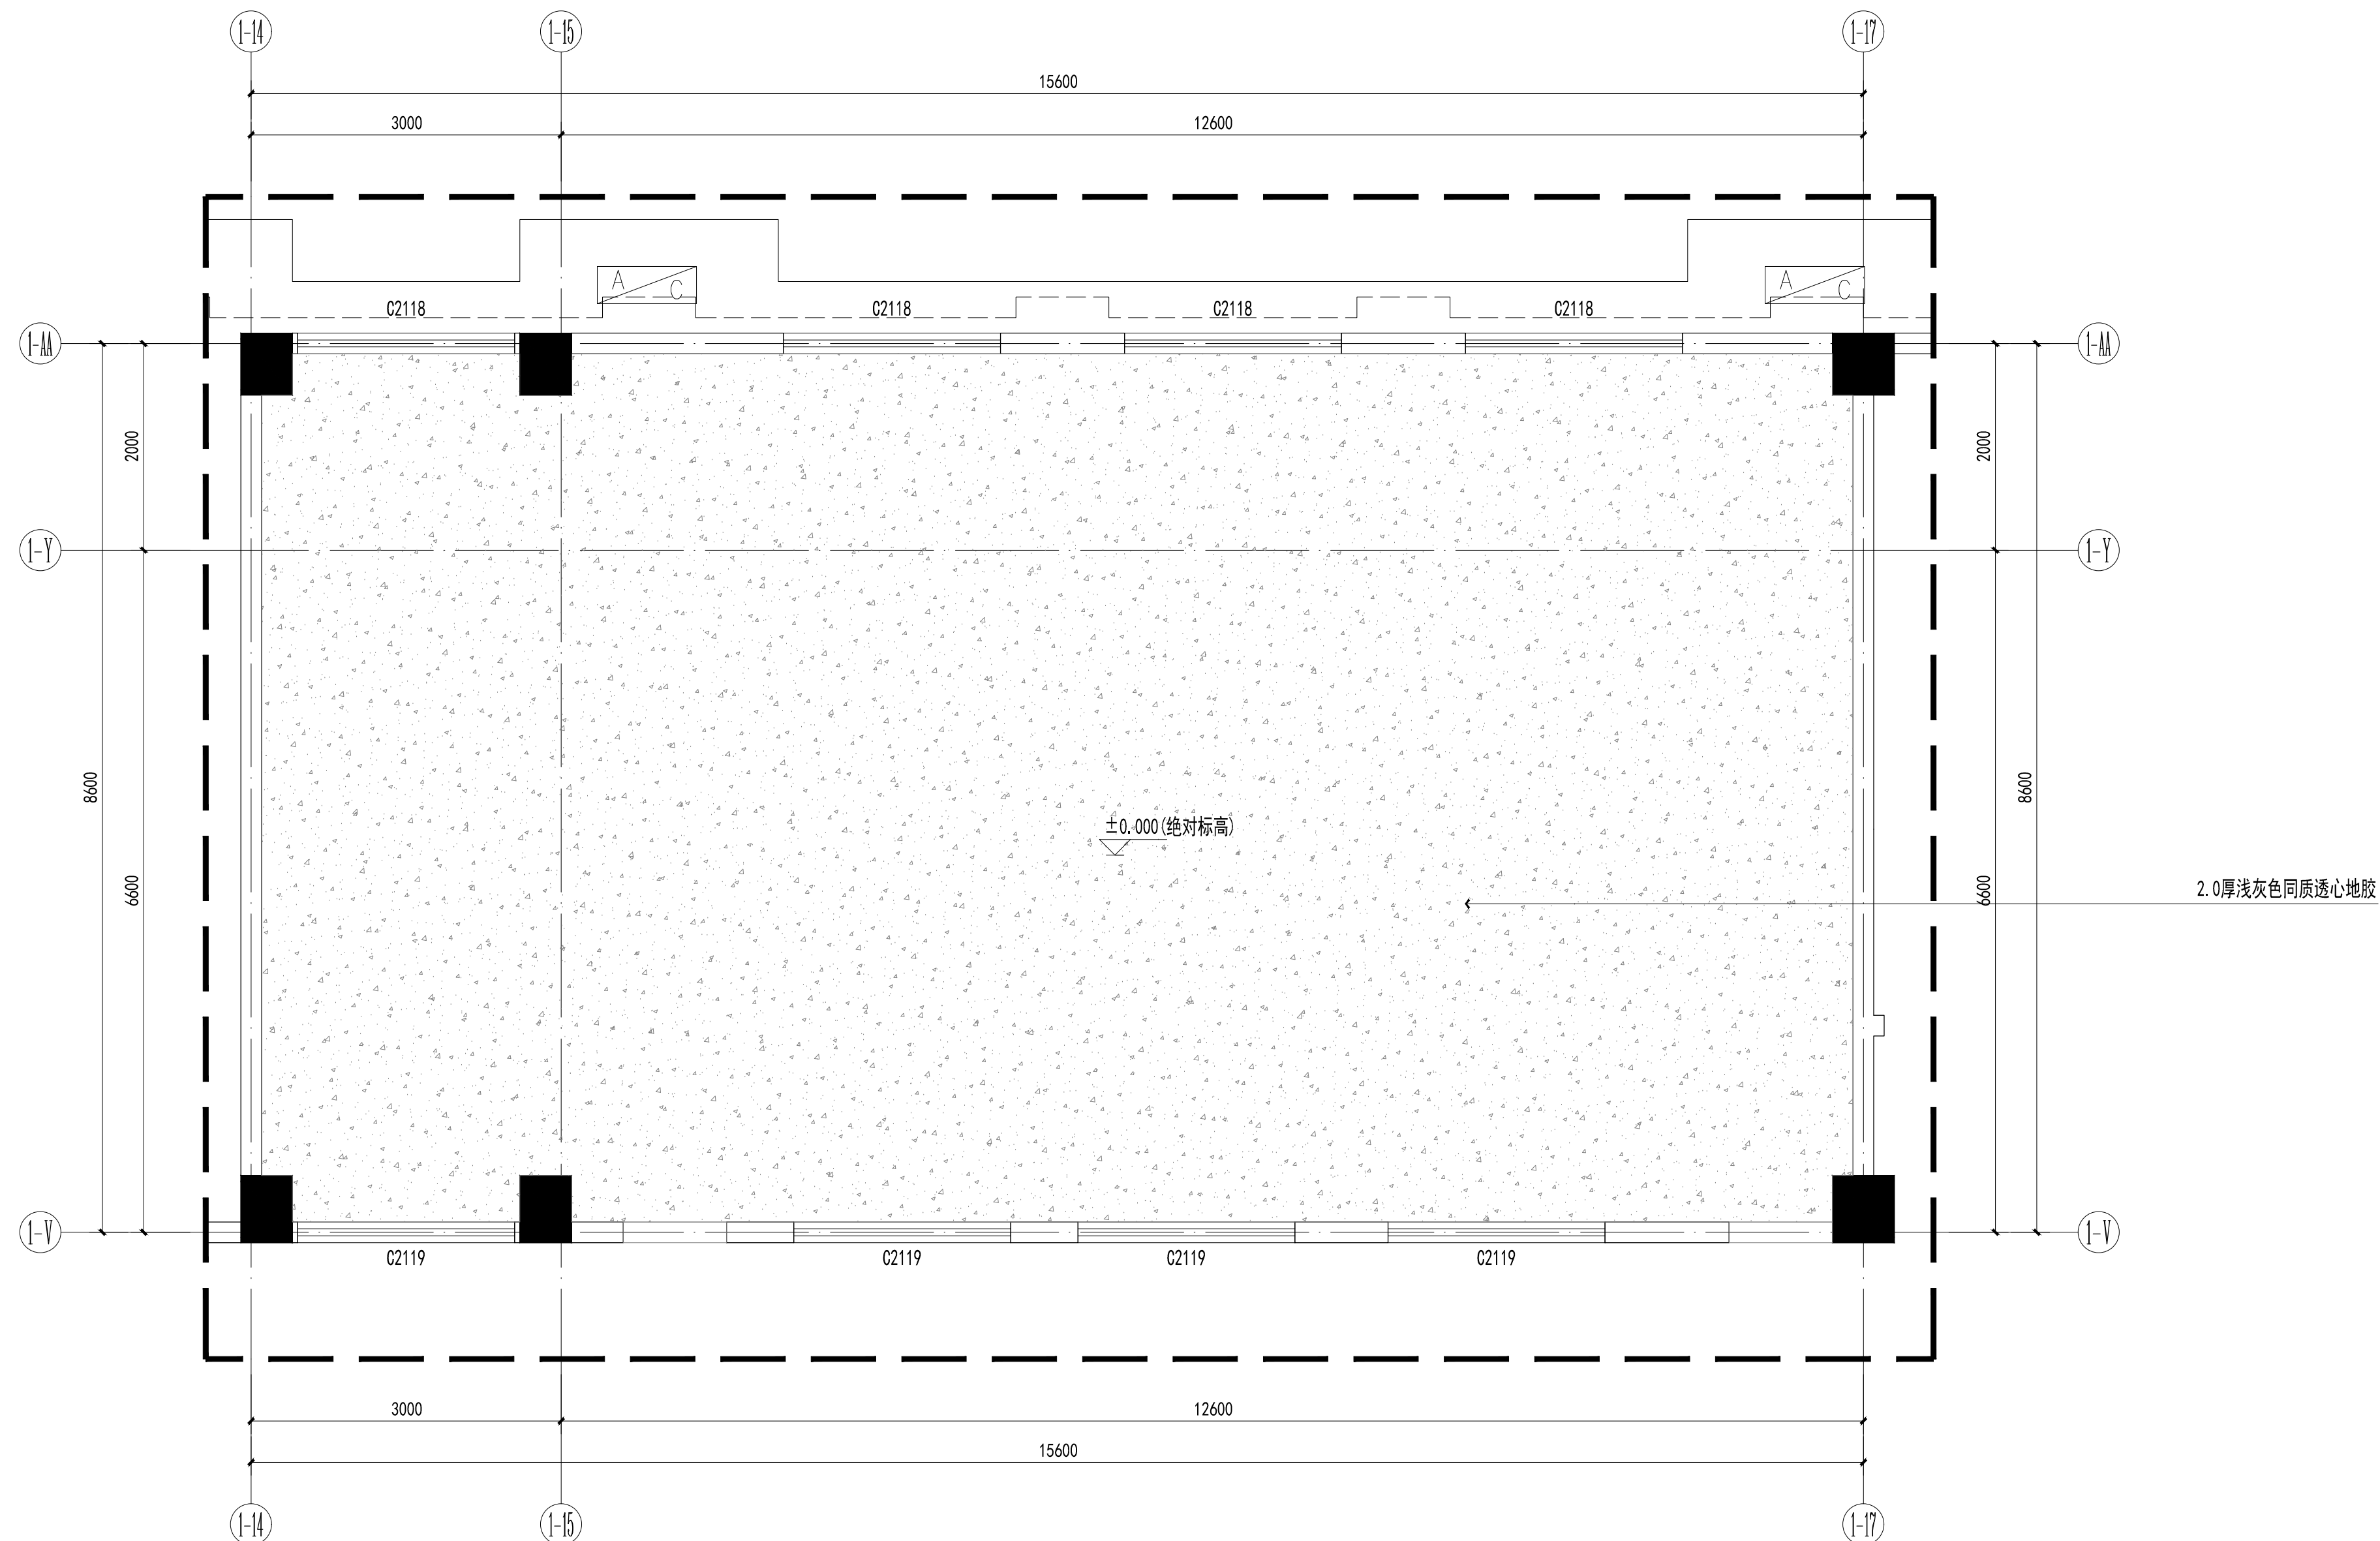 1-14 1-15 1-17
15600
3000 12600
A C A C
C2118 C2118 C2118 C2118
1-AA 1-AA
2000 2000
1-Y 1-Y
8600 8600
±0.000(绝对标高)
6600 6600
2.0厚浅灰色同质透心地胶
1-V 1-V
C2119 C2119 C2119 C2119
3000 12600
15600
1-14 1-15 1-17